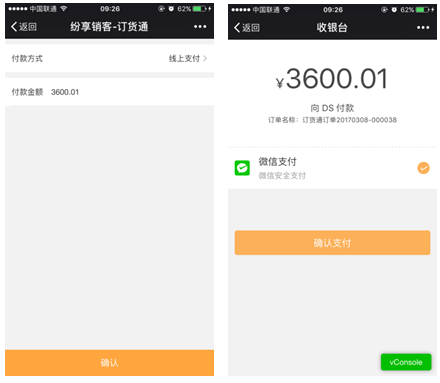 中国联通 09:26 62%
返回 纷享销客-订货通
付款方式 线上支付
付款金额 3600.01
确认
中国联通 09:26 62%
返回 收银台
¥3600.01
向 DS 付款
订单名称：订货通订单20170308-000038
微信支付
微信安全支付
确认支付
vConsole